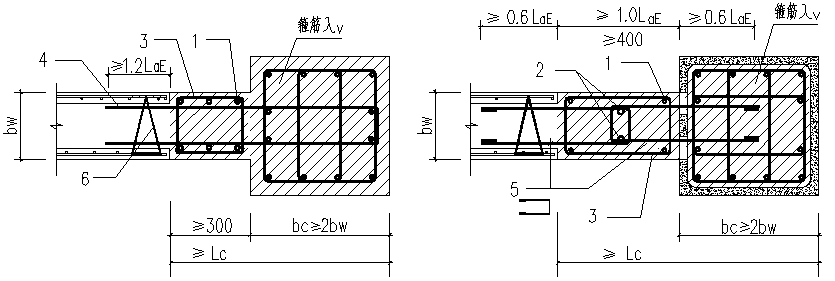 箍筋入v
3
1
4
≥1.2LaE
bw
6
≥300
bc≥2bw
≥ Lc
≥ 0.6LaE
≥ 1.0LaE
≥0.6LaE
≥400
箍筋入v
2
1
bw
5
3
bc≥2bw
≥ Lc